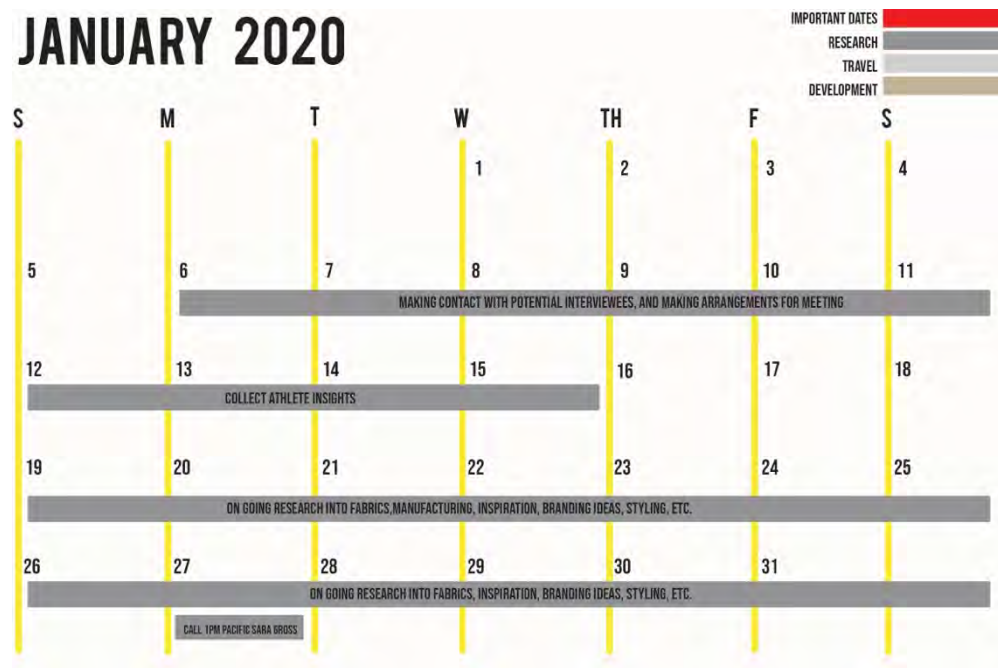 JANUARY 2020
IMPORTANT DATES
RESEARCH
TRAVEL
DEVELOPMENT
S M T W TH F S
1 2 3 4
5 6 7 8 9 10 11
MAKING CONTACT WITH POTENTIAL INTERVIEWEES, AND MAKING ARRANGEMENTS FOR MEETING
12 13 14 15 16 17 18
COLLECT ATHLETE INSIGHTS
19 20 21 22 23 24 25
ON GOING RESEARCH INTO FABRICS,MANUFACTURING, INSPIRATION, BRANDING IDEAS, STYLING, ETC.
26 27 28 29 30 31
ON GOING RESEARCH INTO FABRICS, INSPIRATION, BRANDING IDEAS, STYLING, ETC.
CALL 1PM PACIFIC SARA GROSS